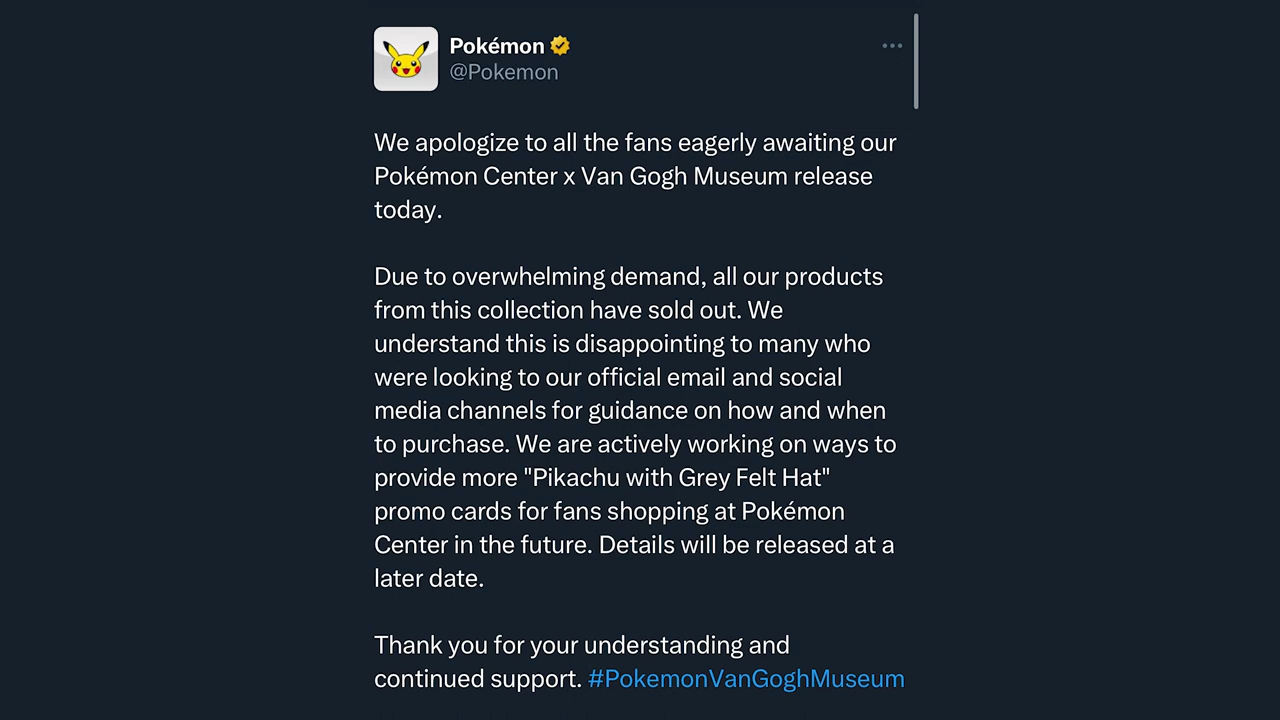 Pokémon
@Pokemon
We apologize to all the fans eagerly awaiting our
Pokémon Center x Van Gogh Museum release
today.
Due to overwhelming demand, all our products
from this collection have sold out. We
understand this is disappointing to many who
were looking to our official email and social
media channels for guidance on how and when
to purchase. We are actively working on ways to
provide more "Pikachu with Grey Felt Hat"
promo cards for fans shopping at Pokémon
Center in the future. Details will be released at a
later date.
Thank you for your understanding and
continued support. #PokemonVanGoghMuseum